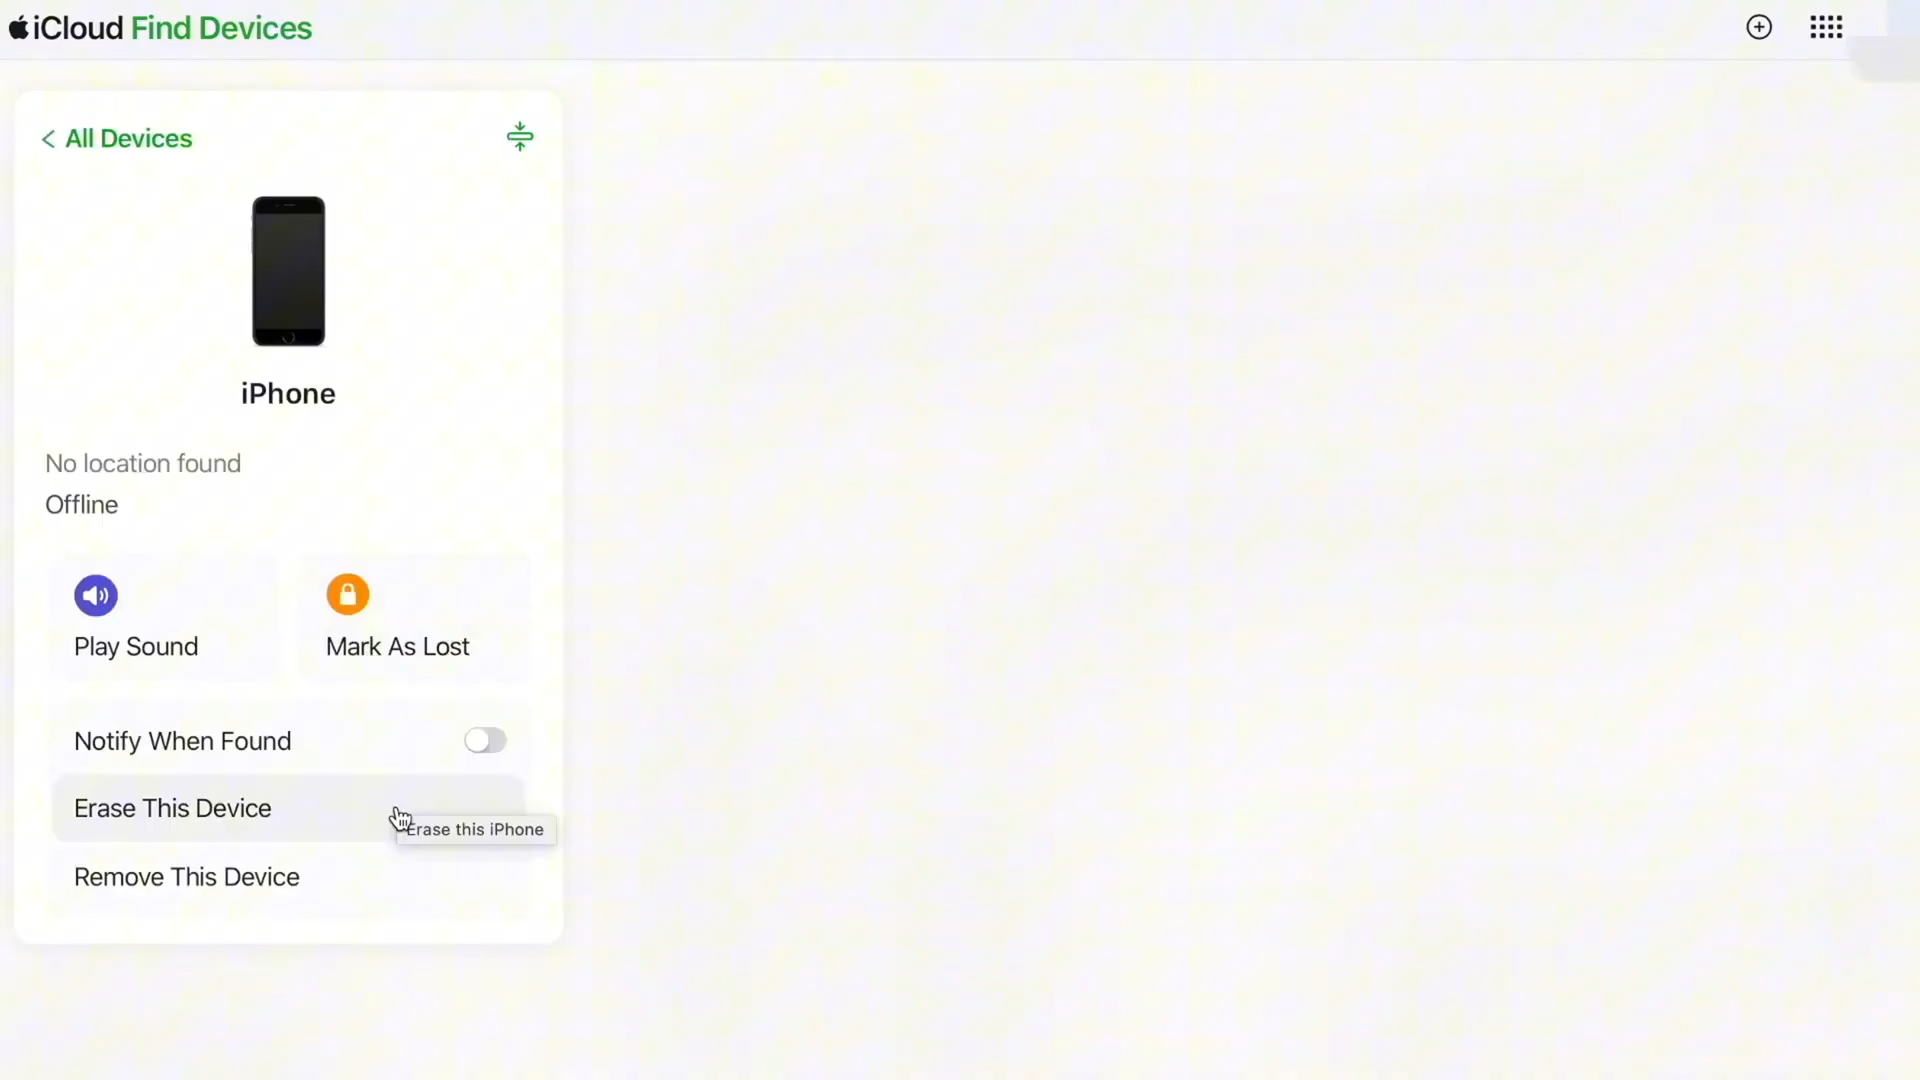 iCloud Find Devices
All Devices
iPhone
No location found
Offline
Play Sound
Mark As Lost
Notify When Found
Erase This Device
Erase this iPhone
Remove This Device